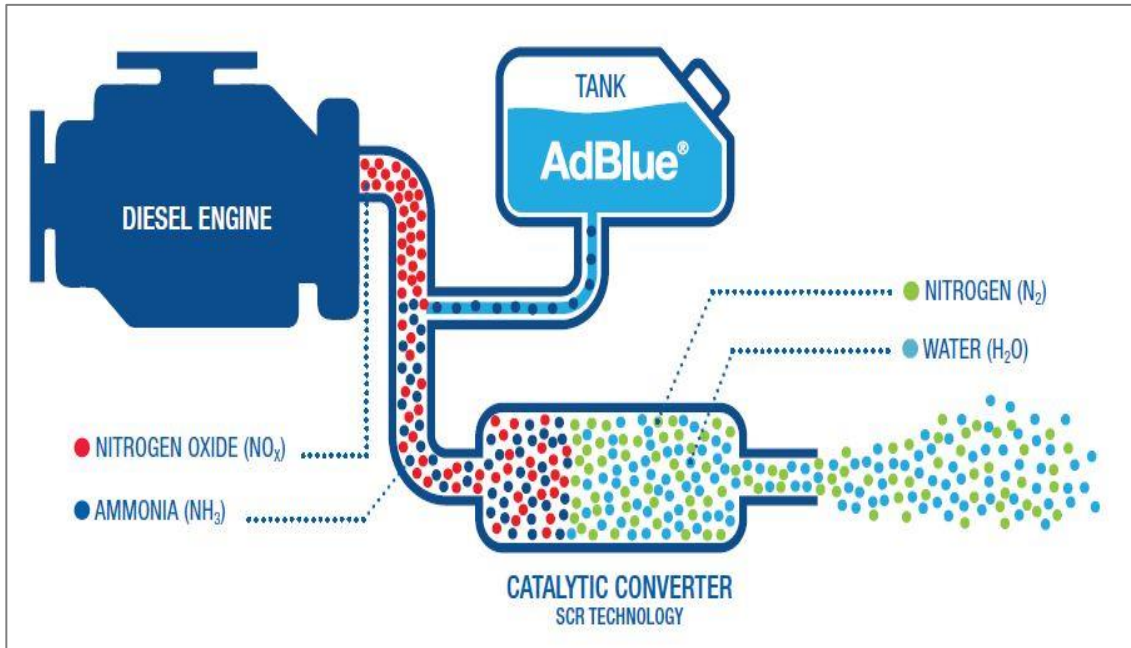 TANK
AdBlue®
DIESEL ENGINE
NITROGEN (N₂)
WATER (H₂O)
NITROGEN OXIDE (NOₓ)
AMMONIA (NH₃)
CATALYTIC CONVERTER
SCR TECHNOLOGY